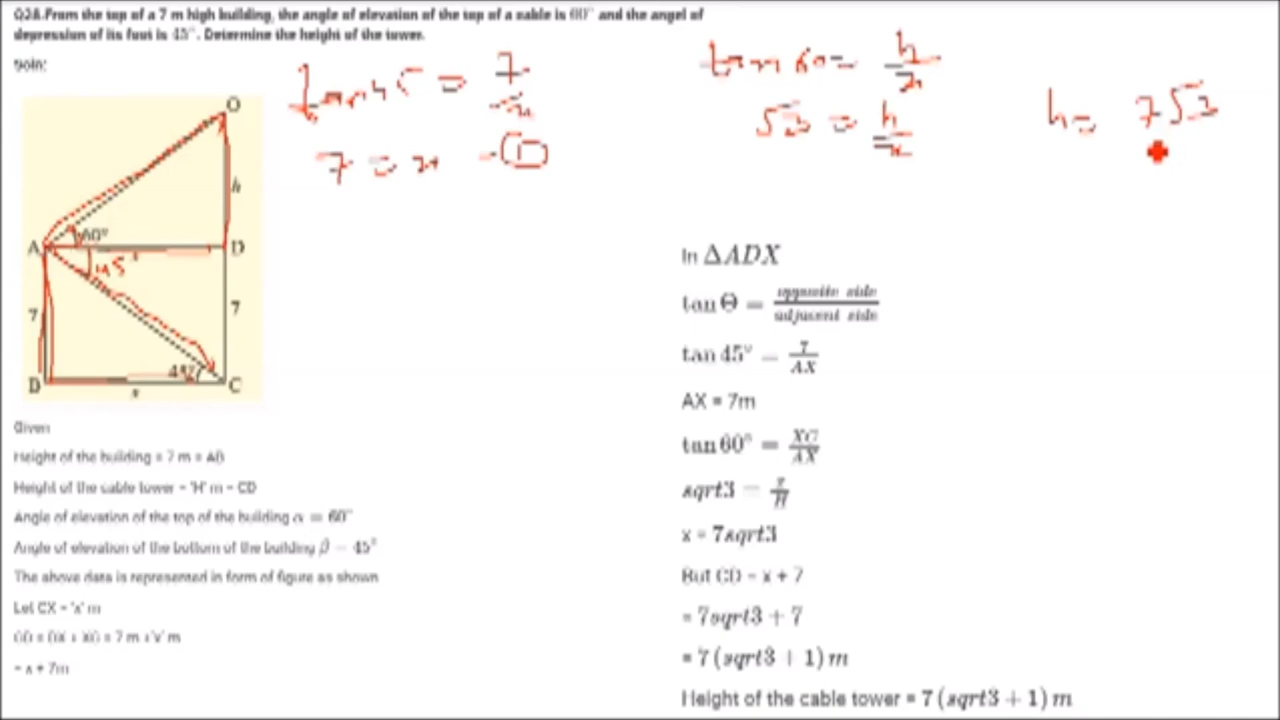 Q28.From the top of a 7 m high building, the angle of elevation of the top of a cable is 60° and the angel of
depression of its foot is 45°. Determine the height of the tower.
Soln:
tan45 = 7/x
7 = x -①
tan 60 = h/x
√3 = h/x
h = 7√3
O
h
A 60° D
45°
7 7
45° C
x
Given
Height of the building = 7 m = AB
Height of the cable tower = 'H' m = CD
Angle of elevation of the top of the building α = 60°
Angle of elevation of the bottom of the building β = 45°
The above data is represented in form of figure as shown
Let CX = 'x' m
= x + 7m
In ΔADX
tan Θ = opposite side / adjacent side
tan 45° = 7/AX
AX = 7m
tan 60° =
sqrt3 =
x = 7sqrt3
But CD = x + 7
= 7sqrt3 + 7
= 7(sqrt3 + 1)m
Height of the cable tower = 7(sqrt3 + 1)m